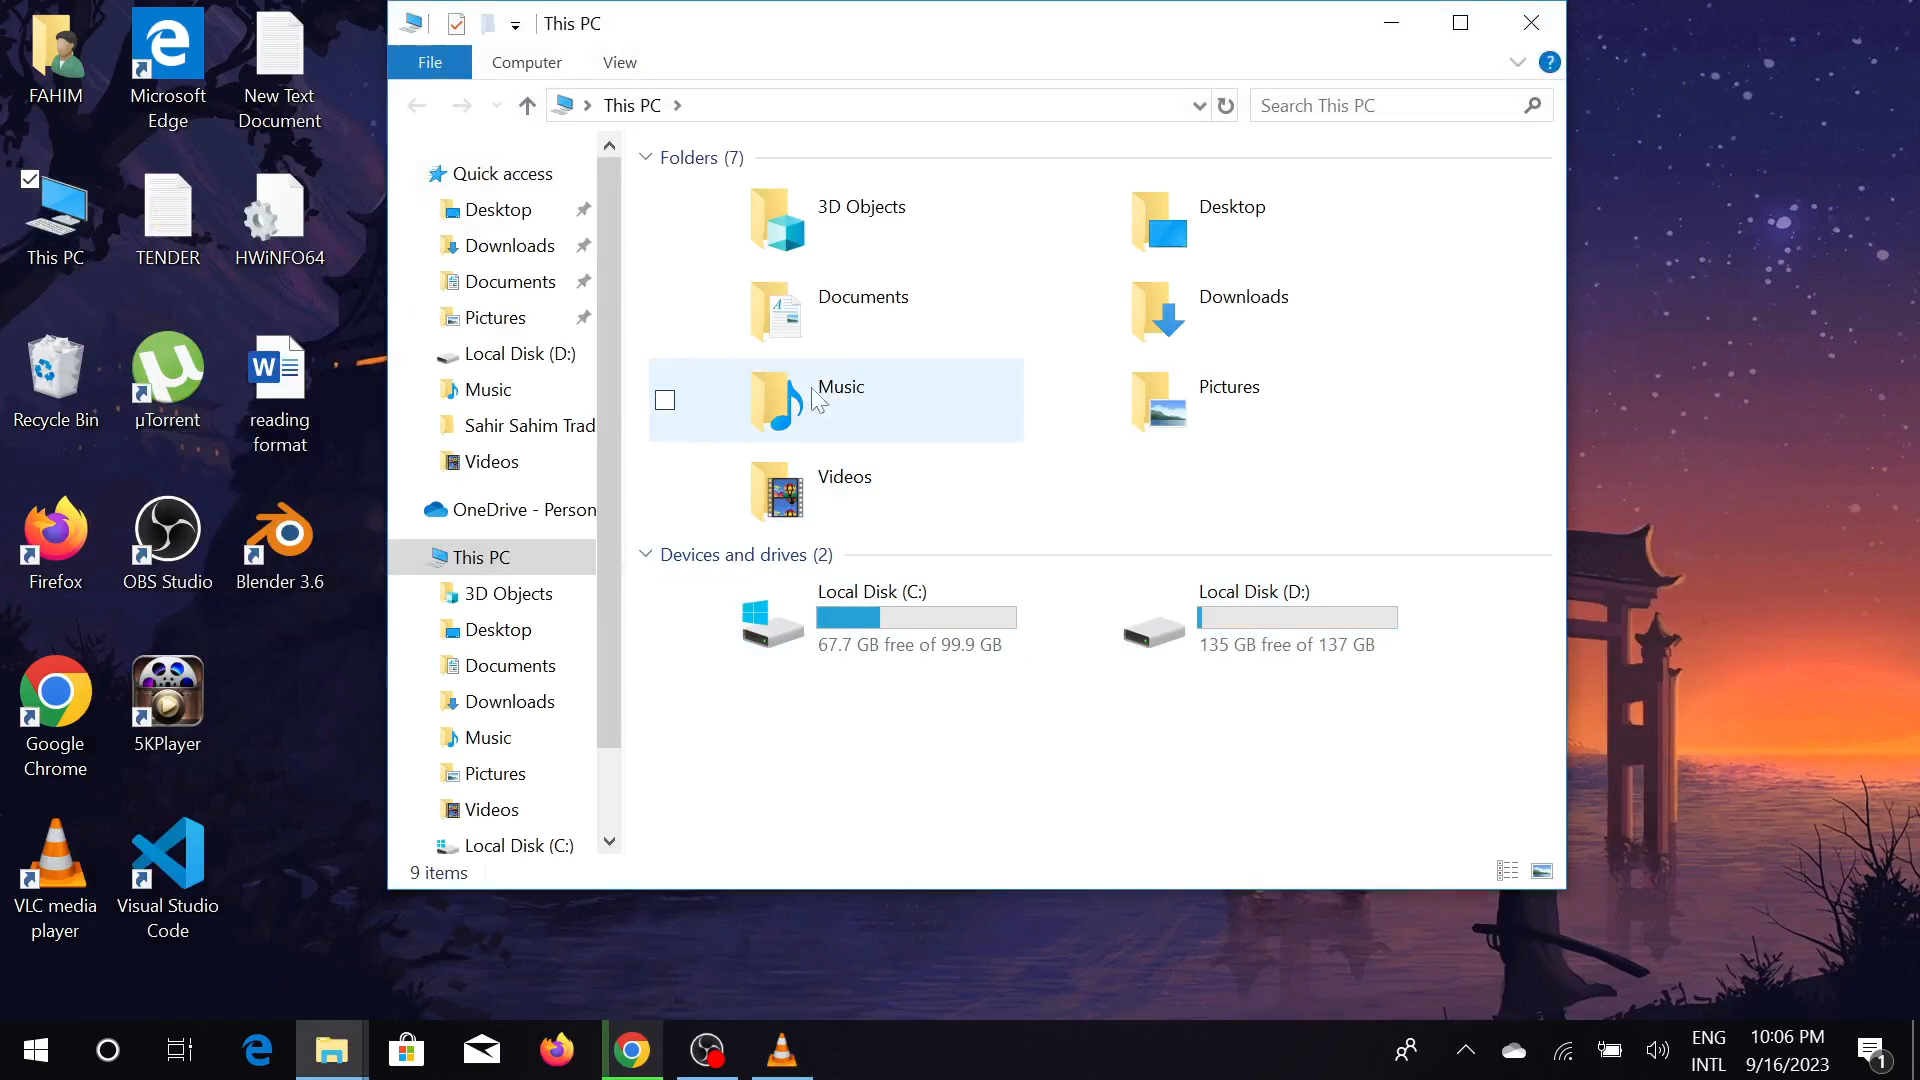 FAHIM
Microsoft
Edge
New Text
Document
This PC
TENDER
HWiNFO64
Recycle Bin
µTorrent
reading
format
Firefox
OBS Studio
Blender 3.6
Google
Chrome
5KPlayer
VLC media
player
Visual Studio
Code
This PC
File
Computer
View
This PC
Search This PC
Quick access
Desktop
Downloads
Documents
Pictures
Local Disk (D:)
Music
Sahir Sahim Trad
Videos
OneDrive - Person
This PC
3D Objects
Desktop
Documents
Downloads
Music
Pictures
Videos
Local Disk (C:)
Folders (7)
3D Objects
Desktop
Documents
Downloads
Music
Pictures
Videos
Devices and drives (2)
Local Disk (C:)
67.7 GB free of 99.9 GB
Local Disk (D:)
135 GB free of 137 GB
9 items
ENG
INTL
10:06 PM
9/16/2023
1